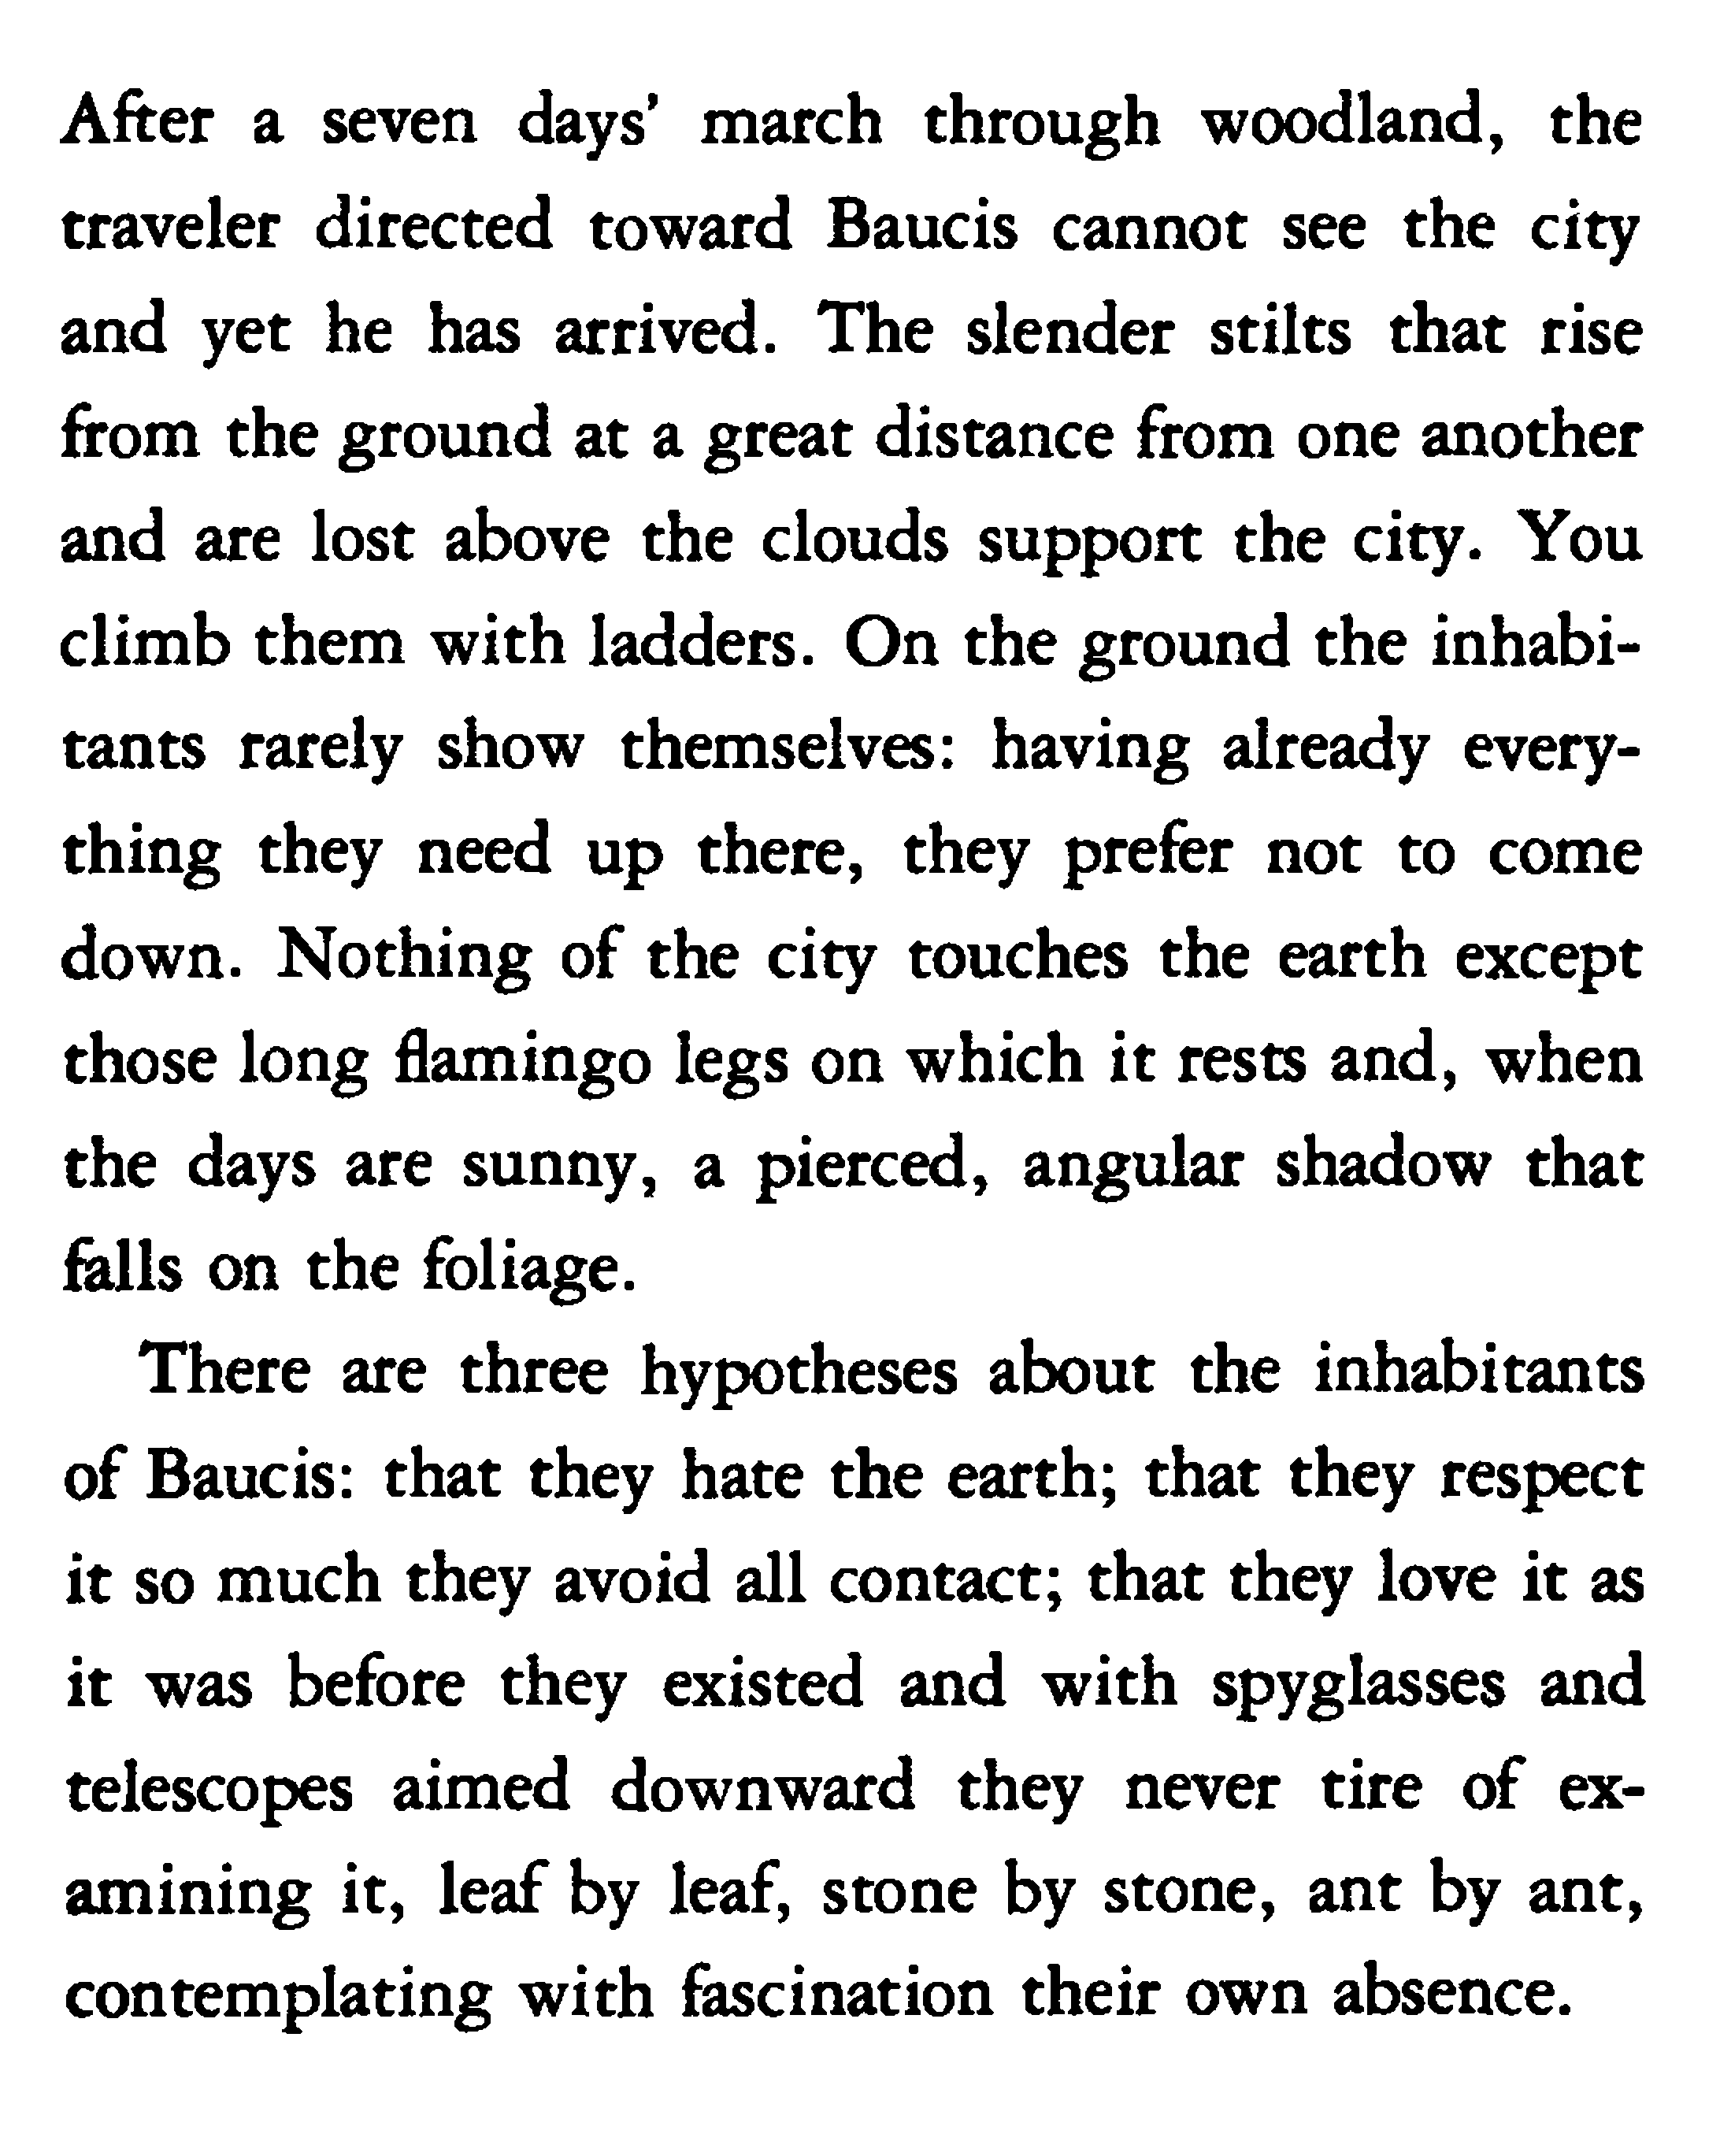 After a seven days' march through woodland, the
traveler directed toward Baucis cannot see the city
and yet he has arrived. The slender stilts that rise
from the ground at a great distance from one another
and are lost above the clouds support the city. You
climb them with ladders. On the ground the inhabi-
tants rarely show themselves: having already every-
thing they need up there, they prefer not to come
down. Nothing of the city touches the earth except
those long flamingo legs on which it rests and, when
the days are sunny, a pierced, angular shadow that
falls on the foliage.
There are three hypotheses about the inhabitants
of Baucis: that they hate the earth; that they respect
it so much they avoid all contact; that they love it as
it was before they existed and with spyglasses and
telescopes aimed downward they never tire of ex-
amining it, leaf by leaf, stone by stone, ant by ant,
contemplating with fascination their own absence.